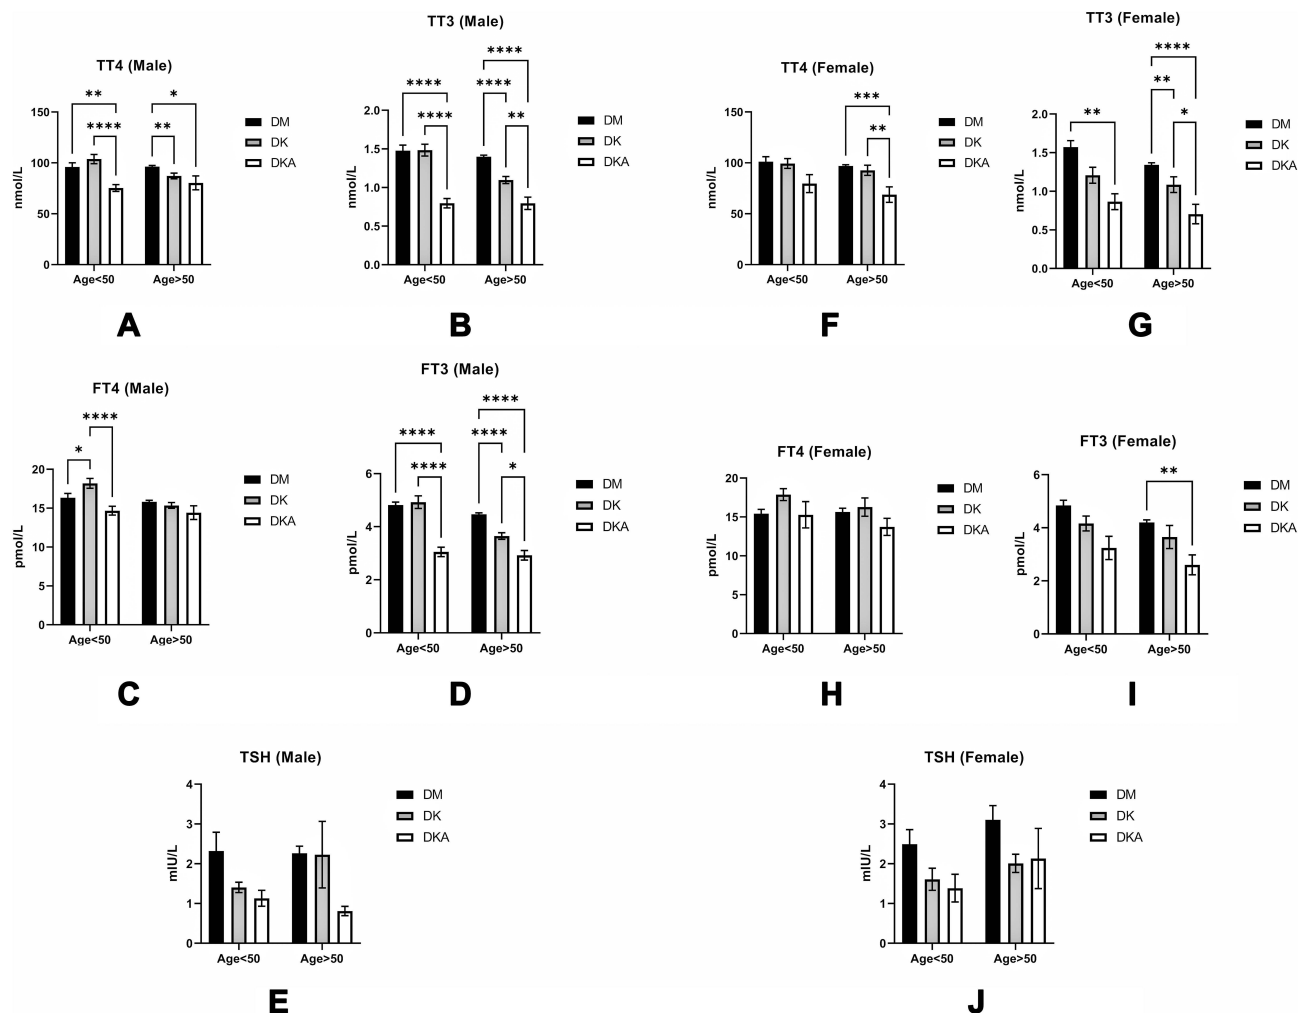 TT4 (Male)
** *
**** **
150
100
50
0
nmol/L
Age<50 Age>50
DM
DK
DKA
A
TT3 (Male)
****
**** ****
**** **
2.0
1.5
1.0
0.5
0.0
nmol/L
Age<50 Age>50
DM
DK
DKA
B
TT4 (Female)
***
**
150
100
50
0
nmol/L
Age<50 Age>50
DM
DK
DKA
F
TT3 (Female)
****
**
** *
2.0
1.5
1.0
0.5
0.0
nmol/L
Age<50 Age>50
DM
DK
DKA
G
FT4 (Male)
****
*
20
15
10
5
0
pmol/L
Age<50 Age>50
DM
DK
DKA
C
FT3 (Male)
****
**** ****
**** *
6
4
2
0
pmol/L
Age<50 Age>50
DM
DK
DKA
D
FT4 (Female)
20
15
10
5
0
pmol/L
Age<50 Age>50
DM
DK
DKA
H
FT3 (Female)
**
6
4
2
0
pmol/L
Age<50 Age>50
DM
DK
DKA
I
TSH (Male)
4
3
2
1
0
mIU/L
Age<50 Age>50
DM
DK
DKA
E
TSH (Female)
4
3
2
1
0
mIU/L
Age<50 Age>50
DM
DK
DKA
J